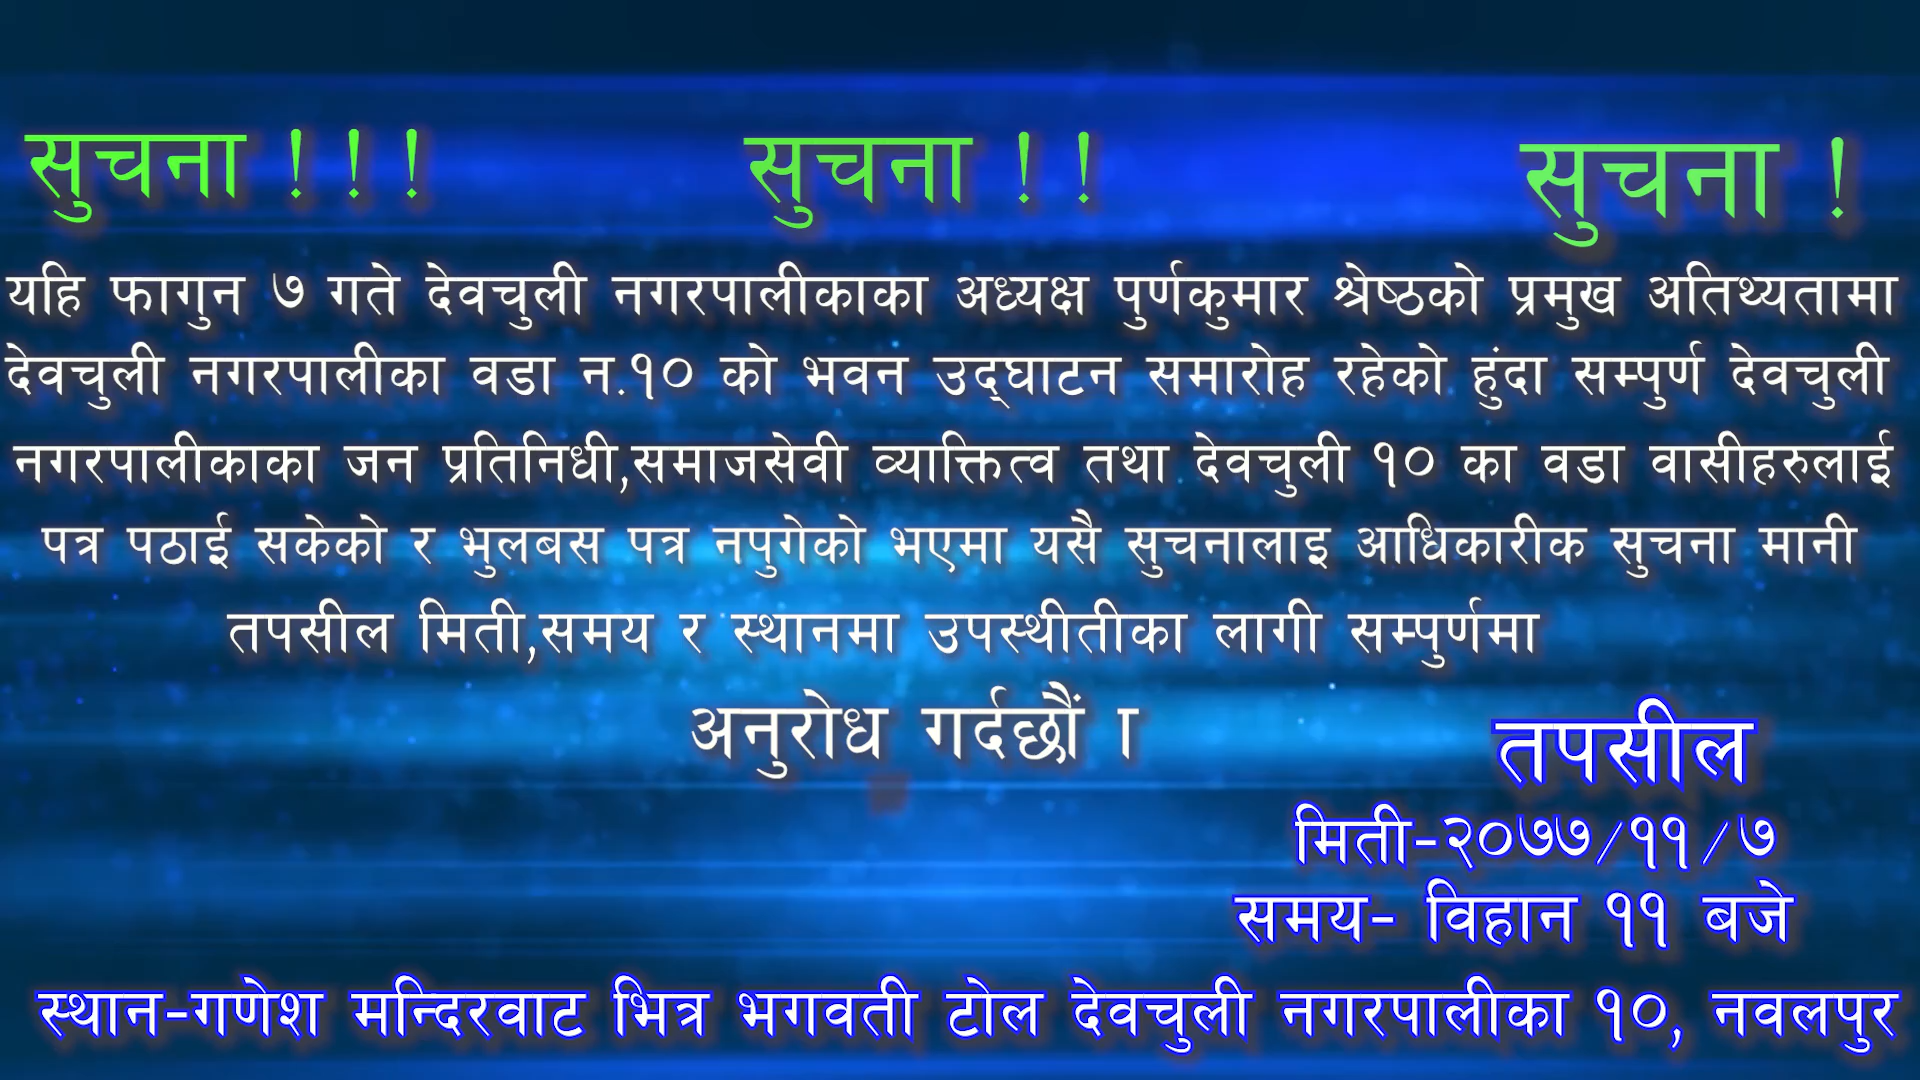 सुचना ! ! ! सुचना ! ! सुचना !
यहि फागुन ७ गते देवचुली नगरपालीकाका अध्यक्ष पुर्णकुमार श्रेष्ठको प्रमुख अतिथ्यतामा
देवचुली नगरपालीका वडा न.१० को भवन उद्घाटन समारोह रहेको हुंदा सम्पुर्ण देवचुली
नगरपालीकाका जन प्रतिनिधी,समाजसेवी व्याक्तित्व तथा देवचुली १० का वडा वासीहरुलाई
पत्र पठाई सकेको र भुलबस पत्र नपुगेको भएमा यसै सुचनालाइ आधिकारीक सुचना मानी
तपसील मिती,समय र स्थानमा उपस्थीतीका लागी सम्पुर्णमा
अनुरोध गर्दछौं ।
तपसील
मिती-२०७७/११/७
समय- विहान ११ बजे
स्थान-गणेश मन्दिरवाट भित्र भगवती टोल देवचुली नगरपालीका १०, नवलपुर